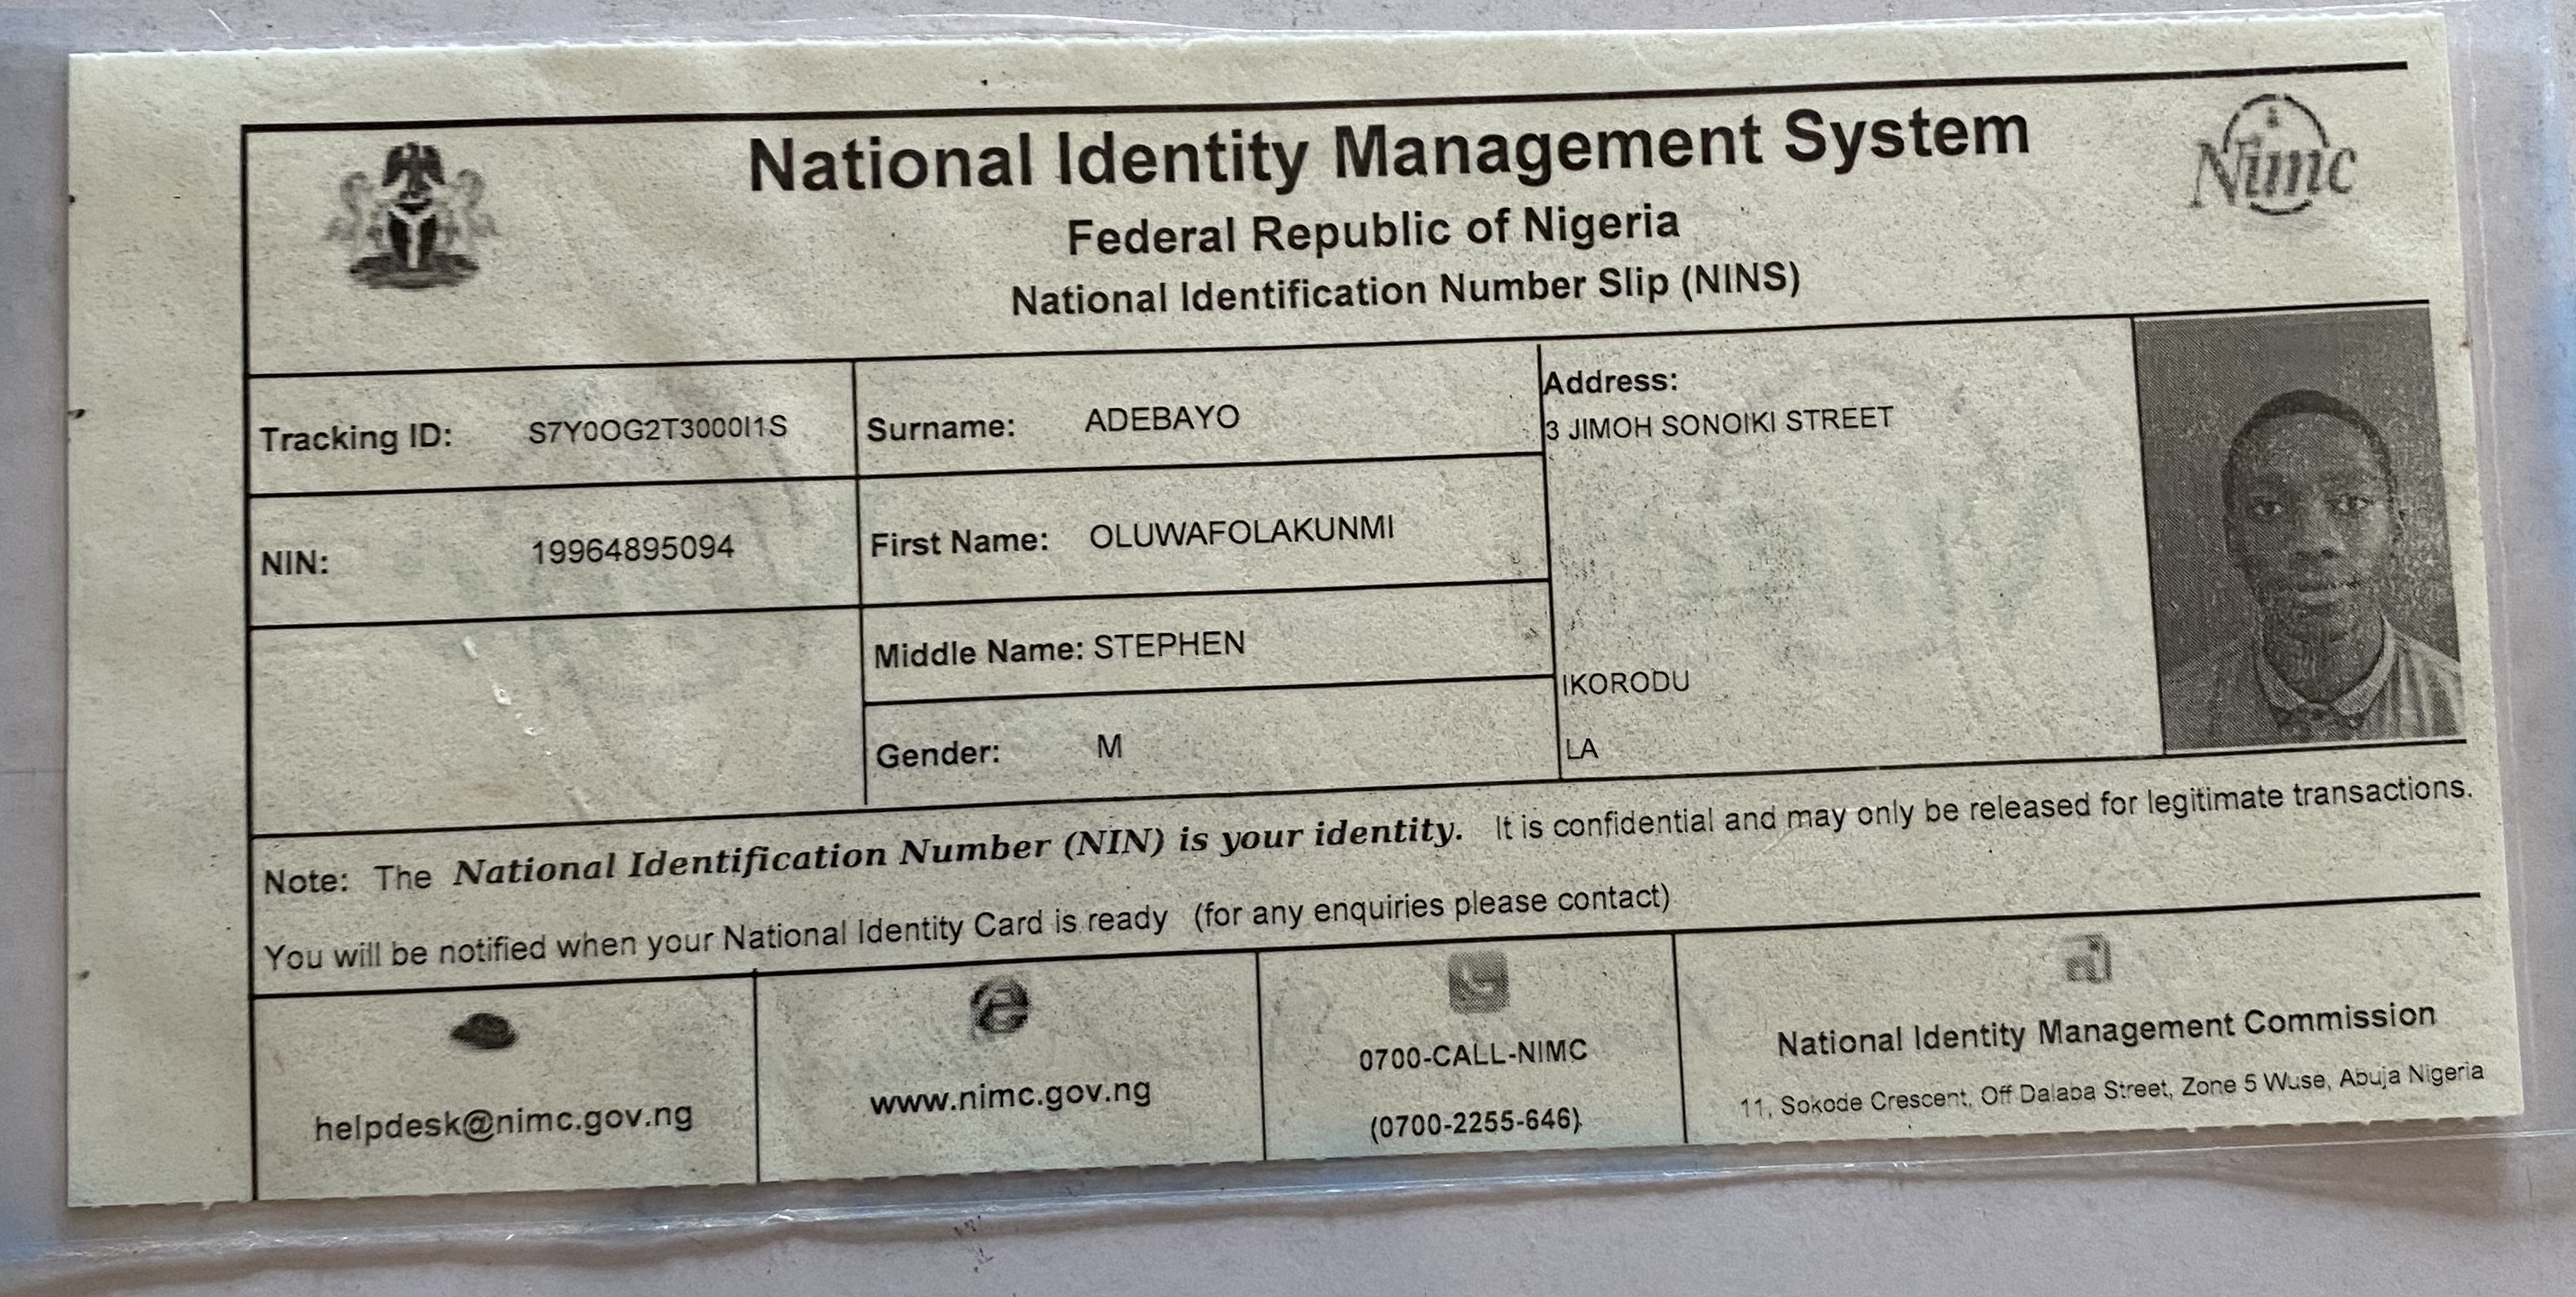 National Identity Management System
Federal Republic of Nigeria
National Identification Number Slip (NINS)
Nimc
Tracking ID: S7Y0OG2T3000I1S
Surname: ADEBAYO
Address:
3 JIMOH SONOIKI STREET
NIN: 19964895094
First Name: OLUWAFOLAKUNMI
Middle Name: STEPHEN
IKORODU
Gender: M
LA
Note: The National Identification Number (NIN) is your identity. It is confidential and may only be released for legitimate transactions.
You will be notified when your National Identity Card is ready (for any enquiries please contact)
helpdesk@nimc.gov.ng
www.nimc.gov.ng
0700-CALL-NIMC
(0700-2255-646)
National Identity Management Commission
11, Sokode Crescent, Off Dalaba Street, Zone 5 Wuse, Abuja Nigeria